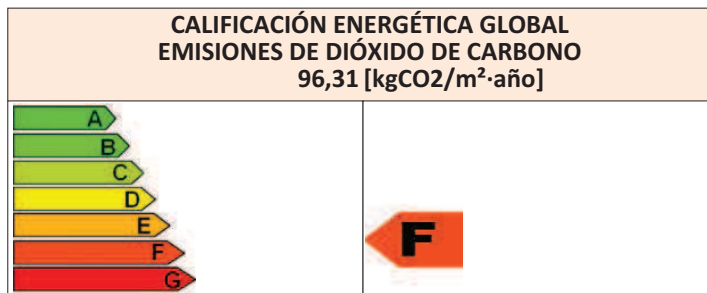 CALIFICACIÓN ENERGÉTICA GLOBAL
EMISIONES DE DIÓXIDO DE CARBONO
96,31 [kgCO2/m²·año]
A
B
C
D
E
F
F
G